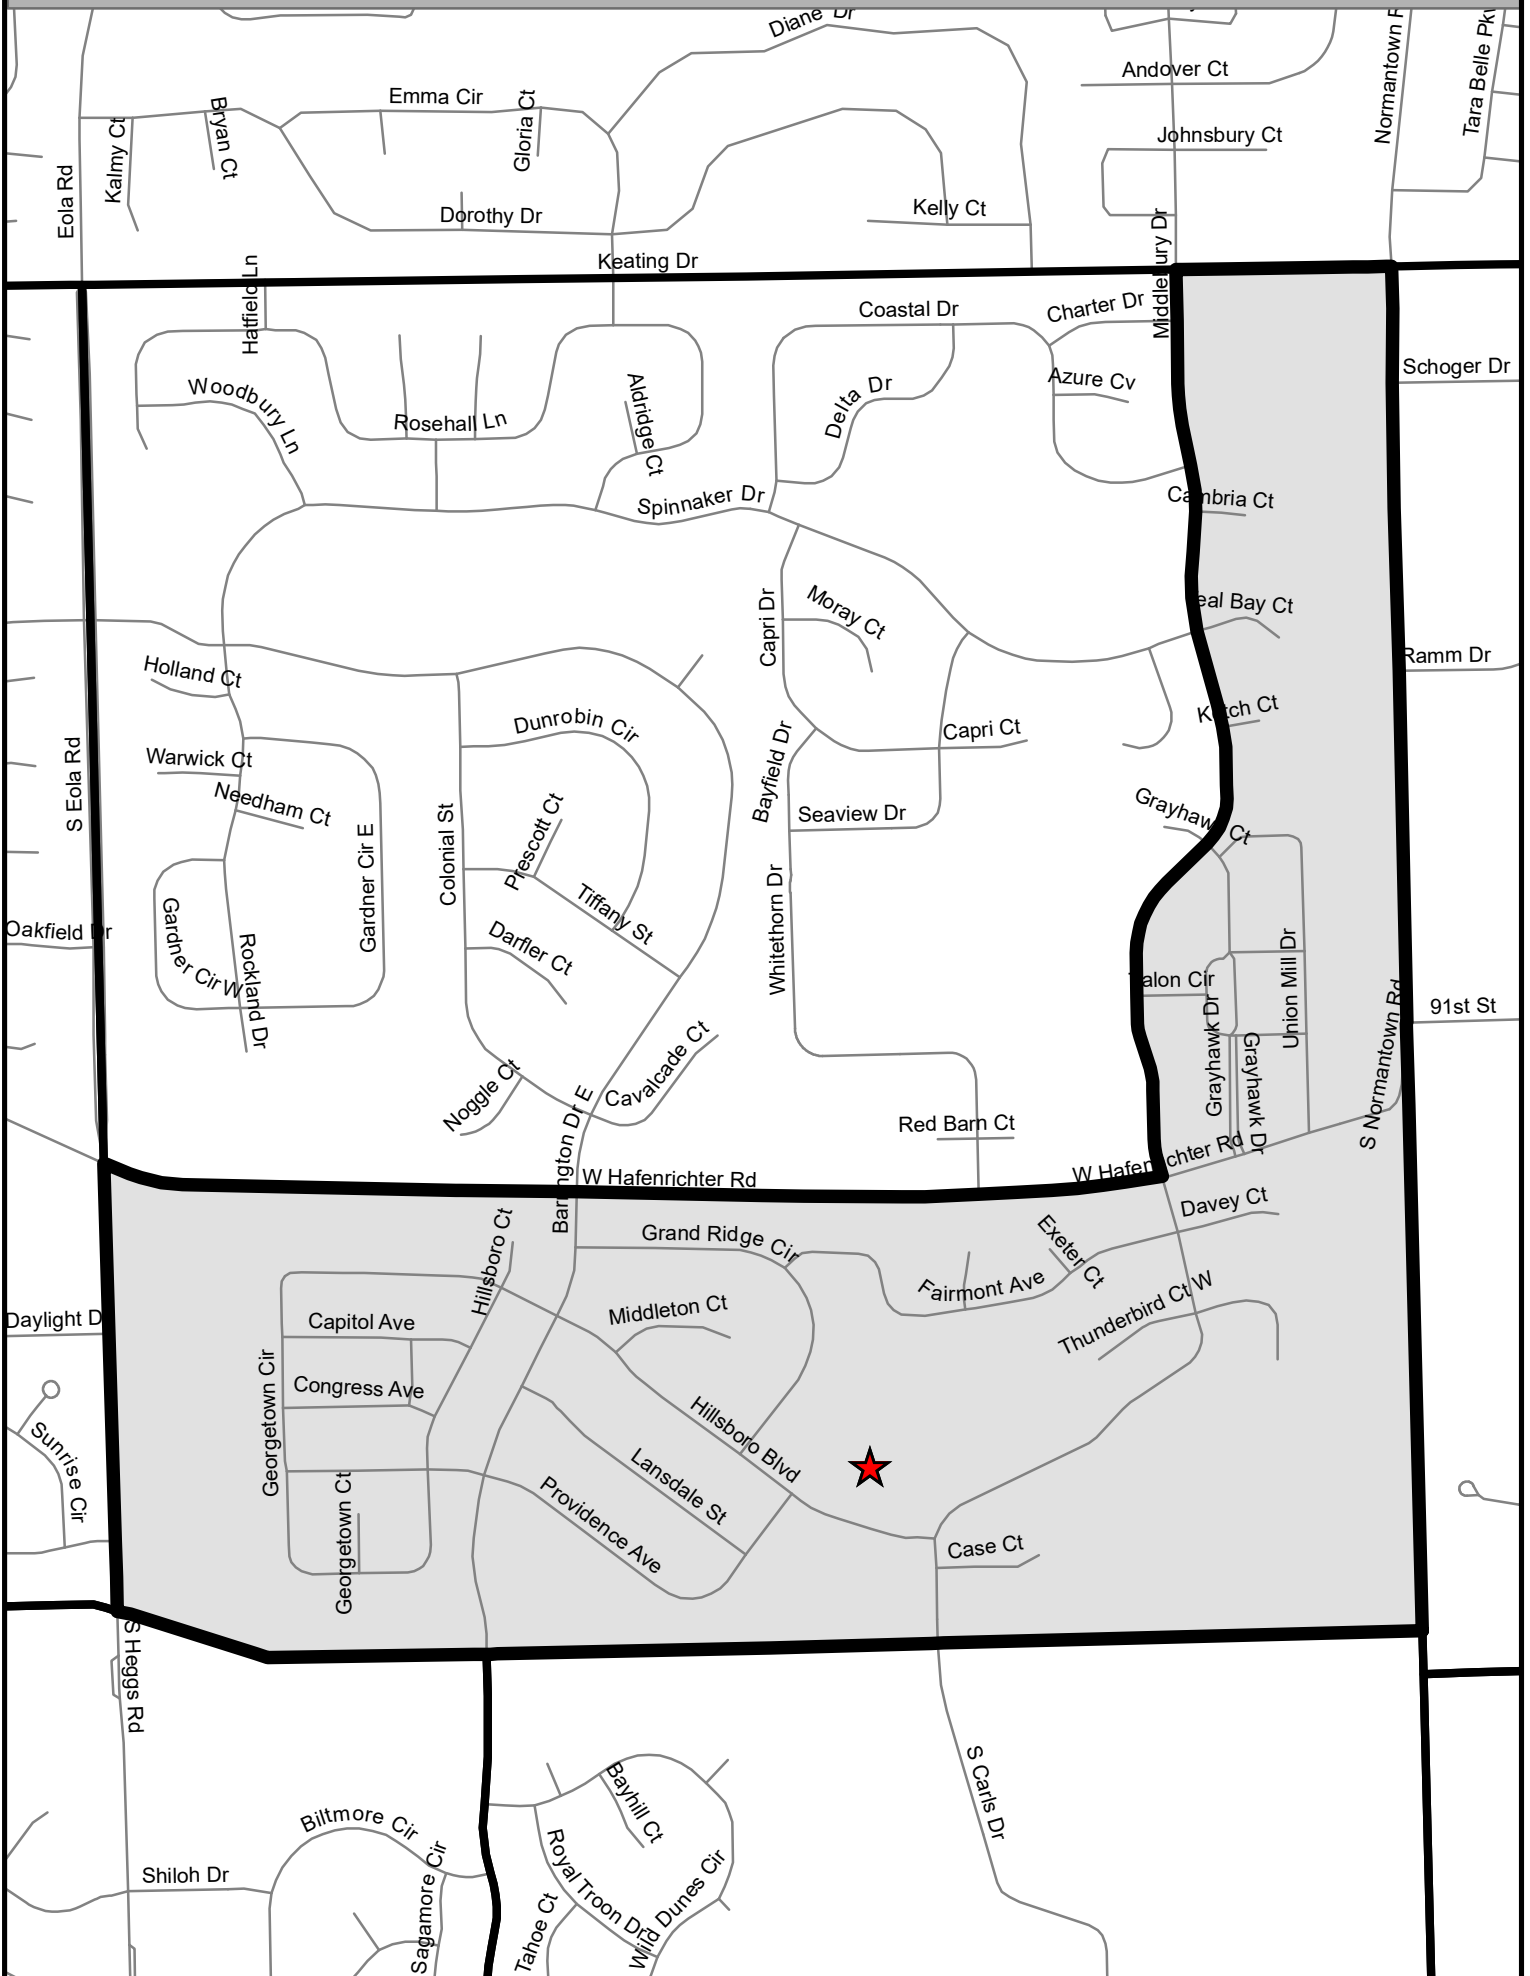 Diane Dr
Andover Ct
Normantown R
Tara Belle Pkw
Emma Cir
Bryan Ct
Gloria Ct
Kalmy Ct
Johnsbury Ct
Eola Rd
Dorothy Dr
Kelly Ct
Middlebury Dr
Keating Dr
Hatfield Ln
Coastal Dr
Charter Dr
Schoger Dr
Azure Cv
Woodbury Ln
Delta Dr
Aldridge Ct
Rosehall Ln
Spinnaker Dr
Cambria Ct
Capri Dr
Moray Ct
eal Bay Ct
Ramm Dr
Holland Ct
Ketch Ct
Dunrobin Cir
Capri Ct
Warwick Ct
S Eola Rd
Bayfield Dr
Needham Ct
Colonial St
Prescott Ct
Seaview Dr
Grayhawk Ct
Gardner Cir E
Tiffany St
Whitethorn Dr
Oakfield Dr
Gardner Cir W
Rockland Dr
Darfler Ct
Union Mill Dr
Talon Cir
Grayhawk Dr
Grayhawk Dr
91st St
S Normantown Rd
Noggle Ct
Cavalcade Ct
Red Barn Ct
Barrington Dr E
W Hafenrichter Rd
W Hafenrichter Rd
Davey Ct
Hillsboro Ct
Grand Ridge Cir
Exeter Ct
Fairmont Ave
Thunderbird Ct W
Middleton Ct
Daylight D
Capitol Ave
Georgetown Cir
Congress Ave
Hillsboro Blvd
Sunrise Cir
Lansdale St
Georgetown Ct
Providence Ave
Case Ct
S Heggs Rd
S Carls Dr
Bayhill Ct
Biltmore Cir
Royal Troon Dr
Shiloh Dr
Sagamore Cir
Tahoe Ct
Wild Dunes Cir